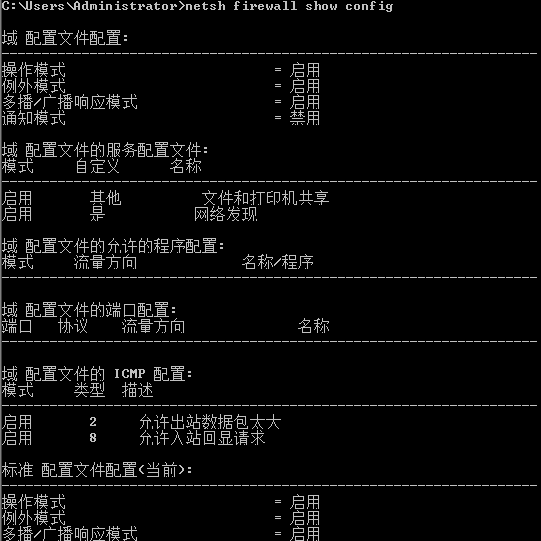 C:\Users\Administrator>netsh firewall show config
域 配置文件配置:
-------------------------------------------------------------------
操作模式 = 启用
例外模式 = 启用
多播/广播响应模式 = 启用
通知模式 = 禁用
域 配置文件的服务配置文件:
模式 自定义 名称
-------------------------------------------------------------------
启用 其他 文件和打印机共享
启用 是 网络发现
域 配置文件的允许的程序配置:
模式 流量方向 名称/程序
-------------------------------------------------------------------
域 配置文件的端口配置:
端口 协议 流量方向 名称
-------------------------------------------------------------------
域 配置文件的 ICMP 配置:
模式 类型 描述
-------------------------------------------------------------------
启用 2 允许出站数据包太大
启用 8 允许入站回显请求
标准 配置文件配置(当前):
-------------------------------------------------------------------
操作模式 = 启用
例外模式 = 启用
多播/广播响应模式 = 启用